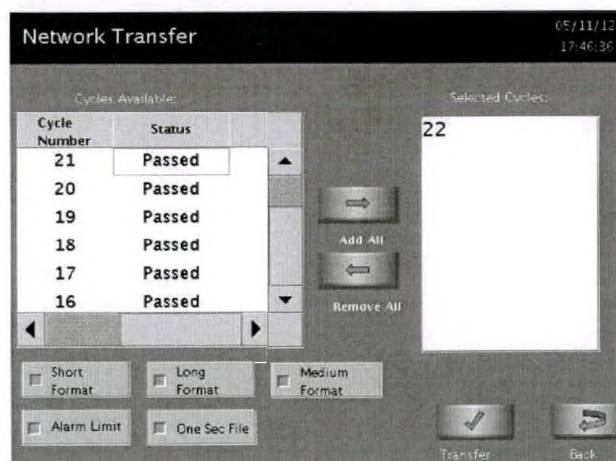 Network Transfer
05/11/12
17:46:36
Cycles Available:
Selected Cycles:
Cycle Number
Status
21 Passed
20 Passed
19 Passed
18 Passed
17 Passed
16 Passed
22
Add All
Remove All
Short Format
Long Format
Medium Format
Alarm Limit
One Sec File
Transfer
Back